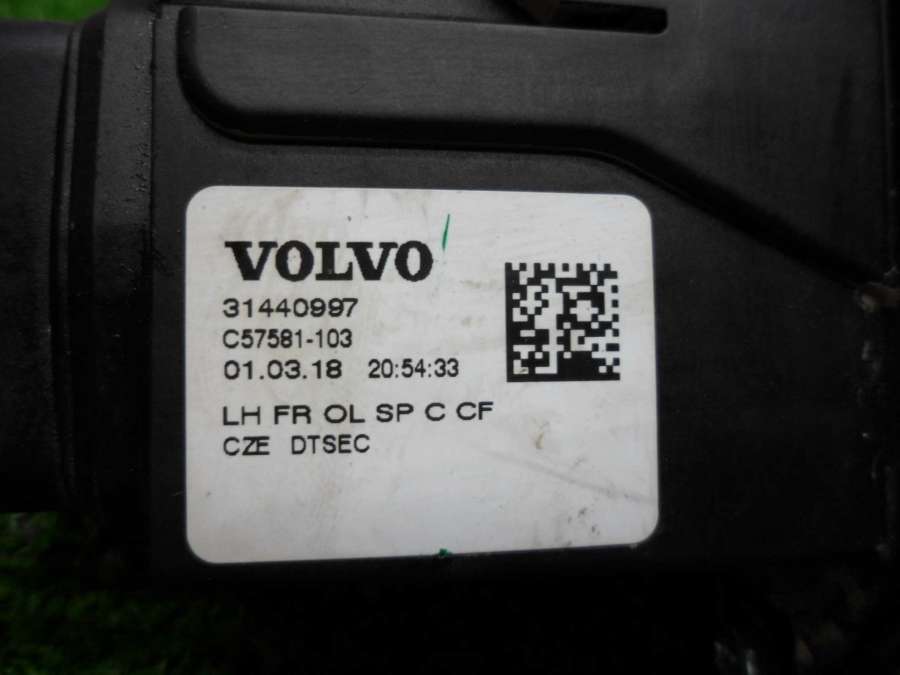 VOLVO
31440997
C57581-103
01.03.18 20:54:33
LH FR OL SP C CF
CZE DTSEC